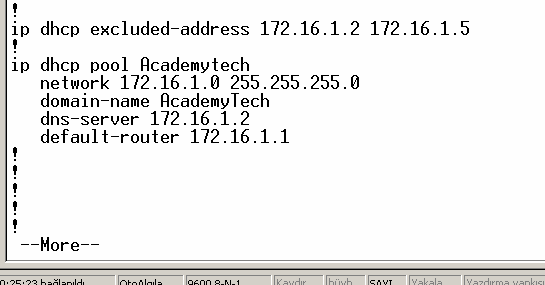 !
ip dhcp excluded-address 172.16.1.2 172.16.1.5
!
ip dhcp pool Academytech
   network 172.16.1.0 255.255.255.0
   domain-name AcademyTech
   dns-server 172.16.1.2
   default-router 172.16.1.1
!
!
!
!
!
 --More--
0:25:23 bağlanıldı OtoAlgıla 9600 8-N-1 Kaydır büyh SAYI Yakala Yazdırma yankısı